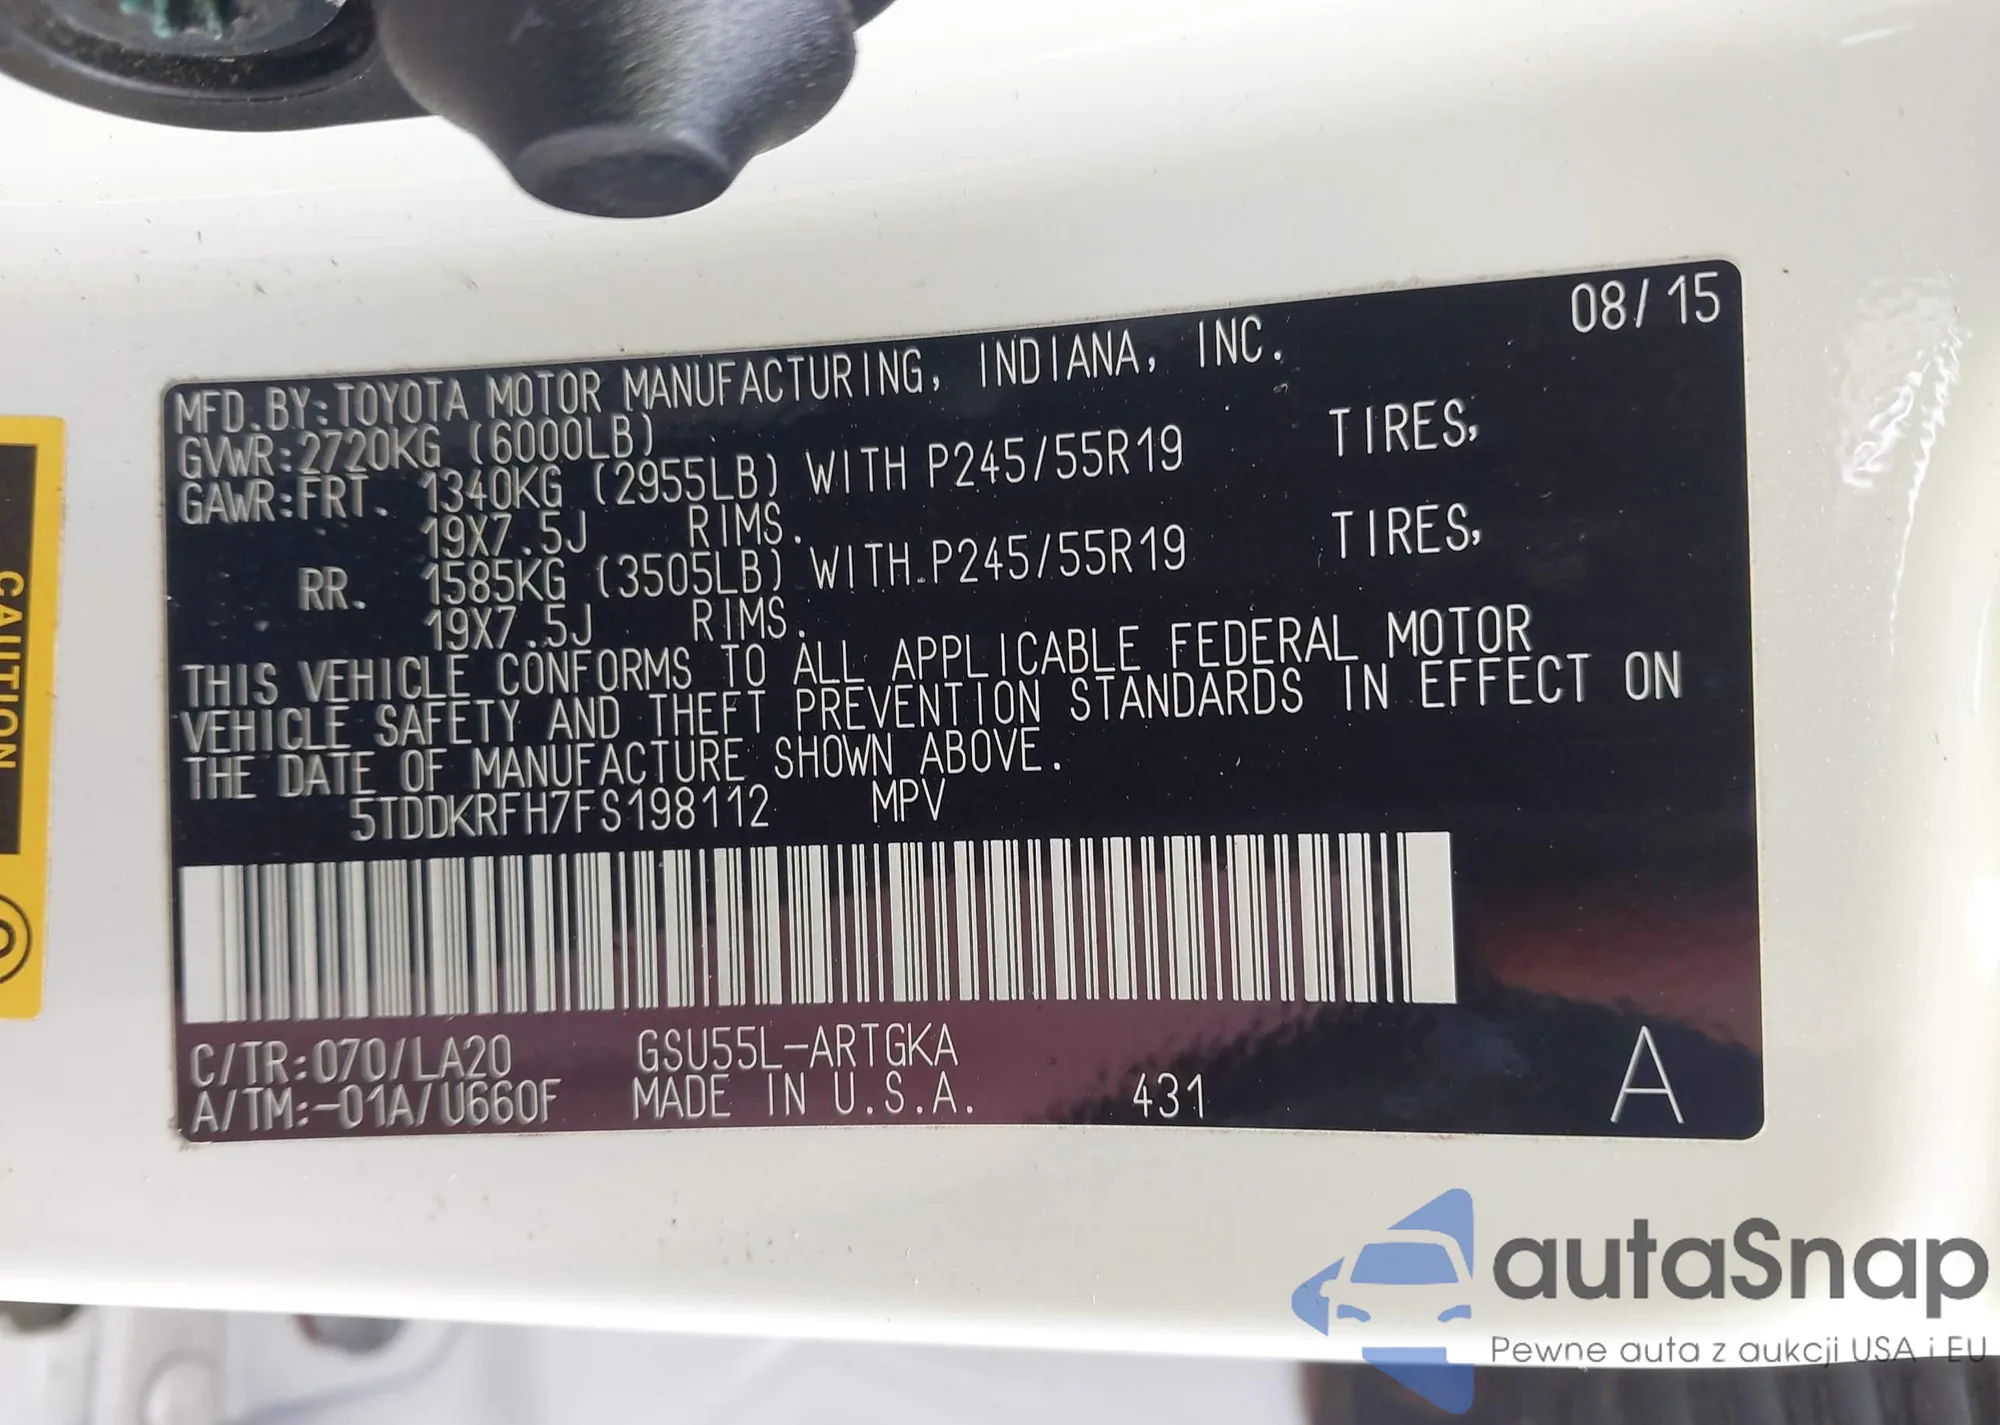 08/15
MFD.BY:TOYOTA MOTOR MANUFACTURING, INDIANA, INC.
GVWR:2720KG (6000LB)
GAWR:FRT. 1340KG (2955LB) WITH P245/55R19 TIRES,
19X7.5J RIMS.
RR. 1585KG (3505LB) WITH P245/55R19 TIRES,
19X7.5J RIMS.
THIS VEHICLE CONFORMS TO ALL APPLICABLE FEDERAL MOTOR
VEHICLE SAFETY AND THEFT PREVENTION STANDARDS IN EFFECT ON
THE DATE OF MANUFACTURE SHOWN ABOVE.
5TDDKRFH7FS198112 MPV
C/TR:070/LA20 GSU55L-ARTGKA
A/TM:-01A/U660F MADE IN U.S.A. 431 A
CAUTION
autaSnap
Pewne auta z aukcji USA i EU